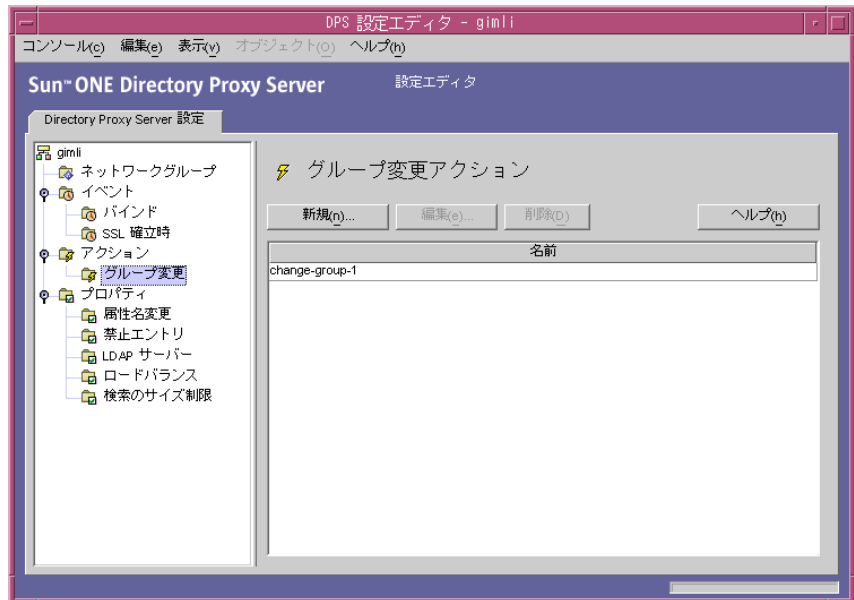 DPS 設定エディタ - gimli
コンソール(c) 編集(e) 表示(v) オブジェクト(O) ヘルプ(h)
Sun™ ONE Directory Proxy Server 設定エディタ
Directory Proxy Server 設定
gimli
ネットワークグループ
イベント
バインド
SSL 確立時
アクション
グループ変更
プロパティ
属性名変更
禁止エントリ
LDAP サーバー
ロードバランス
検索のサイズ制限
グループ変更アクション
新規(n)... 編集(e)... 削除(D) ヘルプ(h)
名前
change-group-1